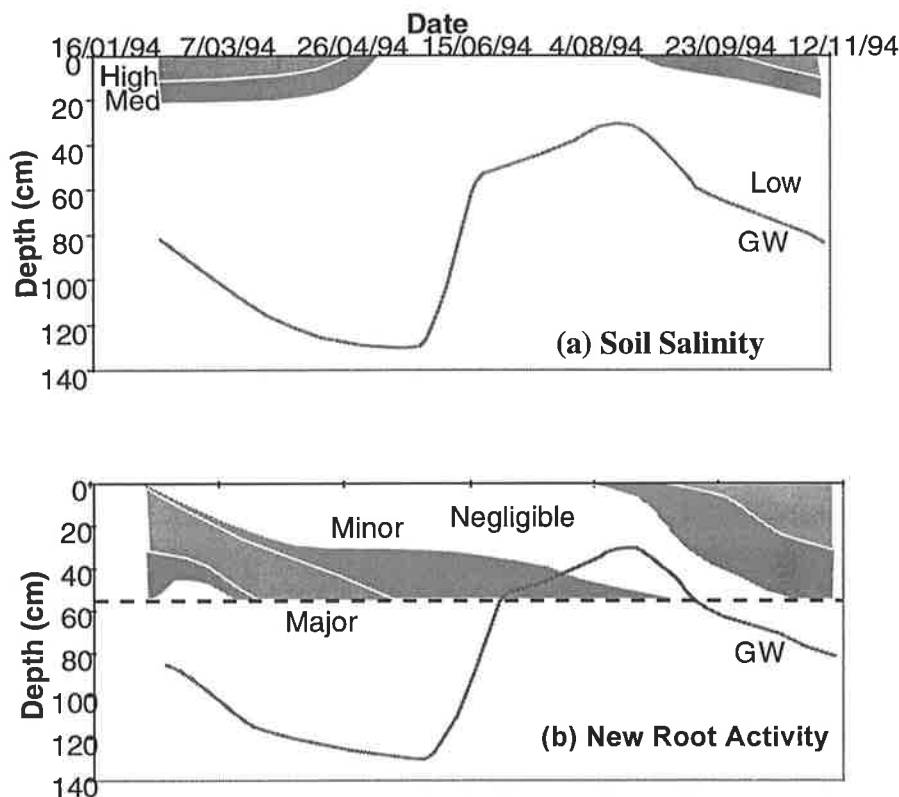 Date
16/01/94 7/03/94 26/04/94 15/06/94 4/08/94 23/09/94 12/11/94
0
High
Med
20
40
60
80
100
120
140
Depth (cm)
Low
GW
(a) Soil Salinity
0
20
40
60
80
100
120
140
Depth (cm)
Minor
Negligible
Major
GW
(b) New Root Activity